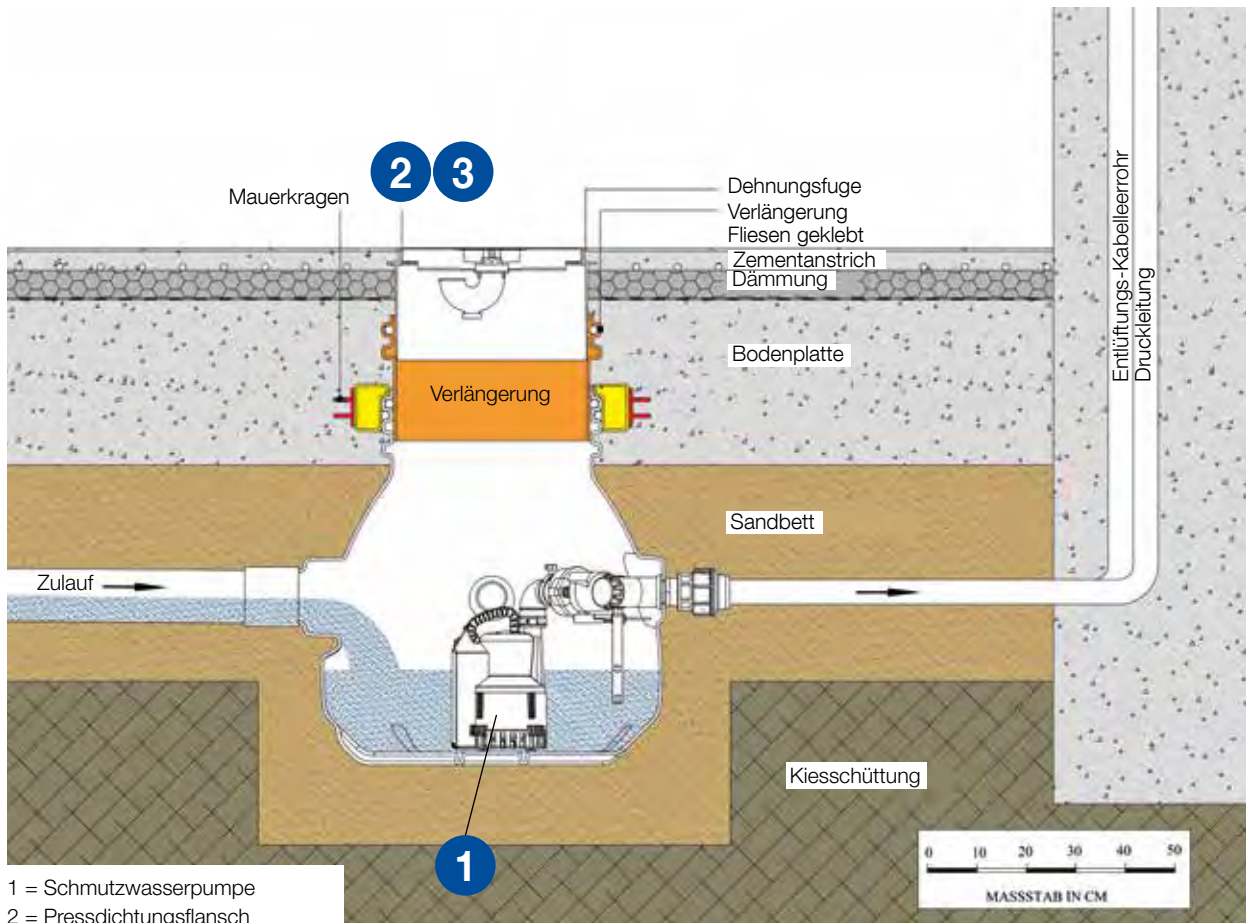 2 3
Mauerkragen
Dehnungsfuge
Verlängerung
Fliesen geklebt
Zementanstrich
Dämmung
Bodenplatte
Entlüftungs-Kabelleerrohr
Druckleitung
Verlängerung
Sandbett
Zulauf
Kiesschüttung
1
0 10 20 30 40 50
MASSSTAB IN CM
1 = Schmutzwasserpumpe
2 = Pressdichtungsflansch